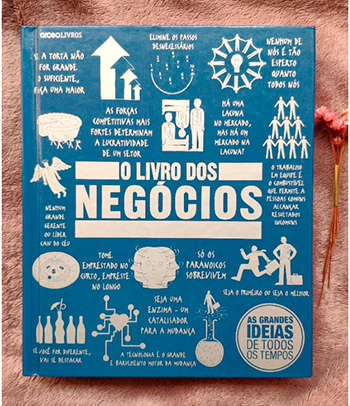 GLOBOLIVROS
SE A TORTA NÃO
FOR GRANDE
O SUFICIENTE,
FAÇA UMA MAIOR
ELIMINE OS PASSOS
DESNECESSÁRIOS
NENHUM DE
NÓS É TÃO
ESPERTO
QUANTO
TODOS NÓS
AS FORÇAS
COMPETITIVAS MAIS
FORTES DETERMINAM
A LUCRATIVIDADE
DE UM SETOR
HÁ UMA
LACUNA
NO MERCADO,
MAS HÁ UM
MERCADO NA
LACUNA?
O LIVRO DOS
NEGÓCIOS
O TRABALHO
EM EQUIPE É O
COMBUSTÍVEL
QUE PERMITE A
PESSOAS COMUNS
ALCANÇAR
RESULTADOS
INCOMUNS
NENHUM
GRANDE
GERENTE
OU LÍDER
CAIU DO CÉU
TOME
EMPRESTADO NO
CURTO, EMPRESTE
NO LONGO
SÓ OS
PARANOICOS
SOBREVIVEM
SEJA O PRIMEIRO OU SEJA O MELHOR
SEJA UMA
ENZIMA – UM
CATALISADOR
PARA A MUDANÇA
SE VOCÊ FOR DIFERENTE,
VAI SE DESTACAR
A TECNOLOGIA É O GRANDE
E BARULHENTO MOTOR DA MUDANÇA
AS GRANDES
IDEIAS
DE TODOS
OS TEMPOS